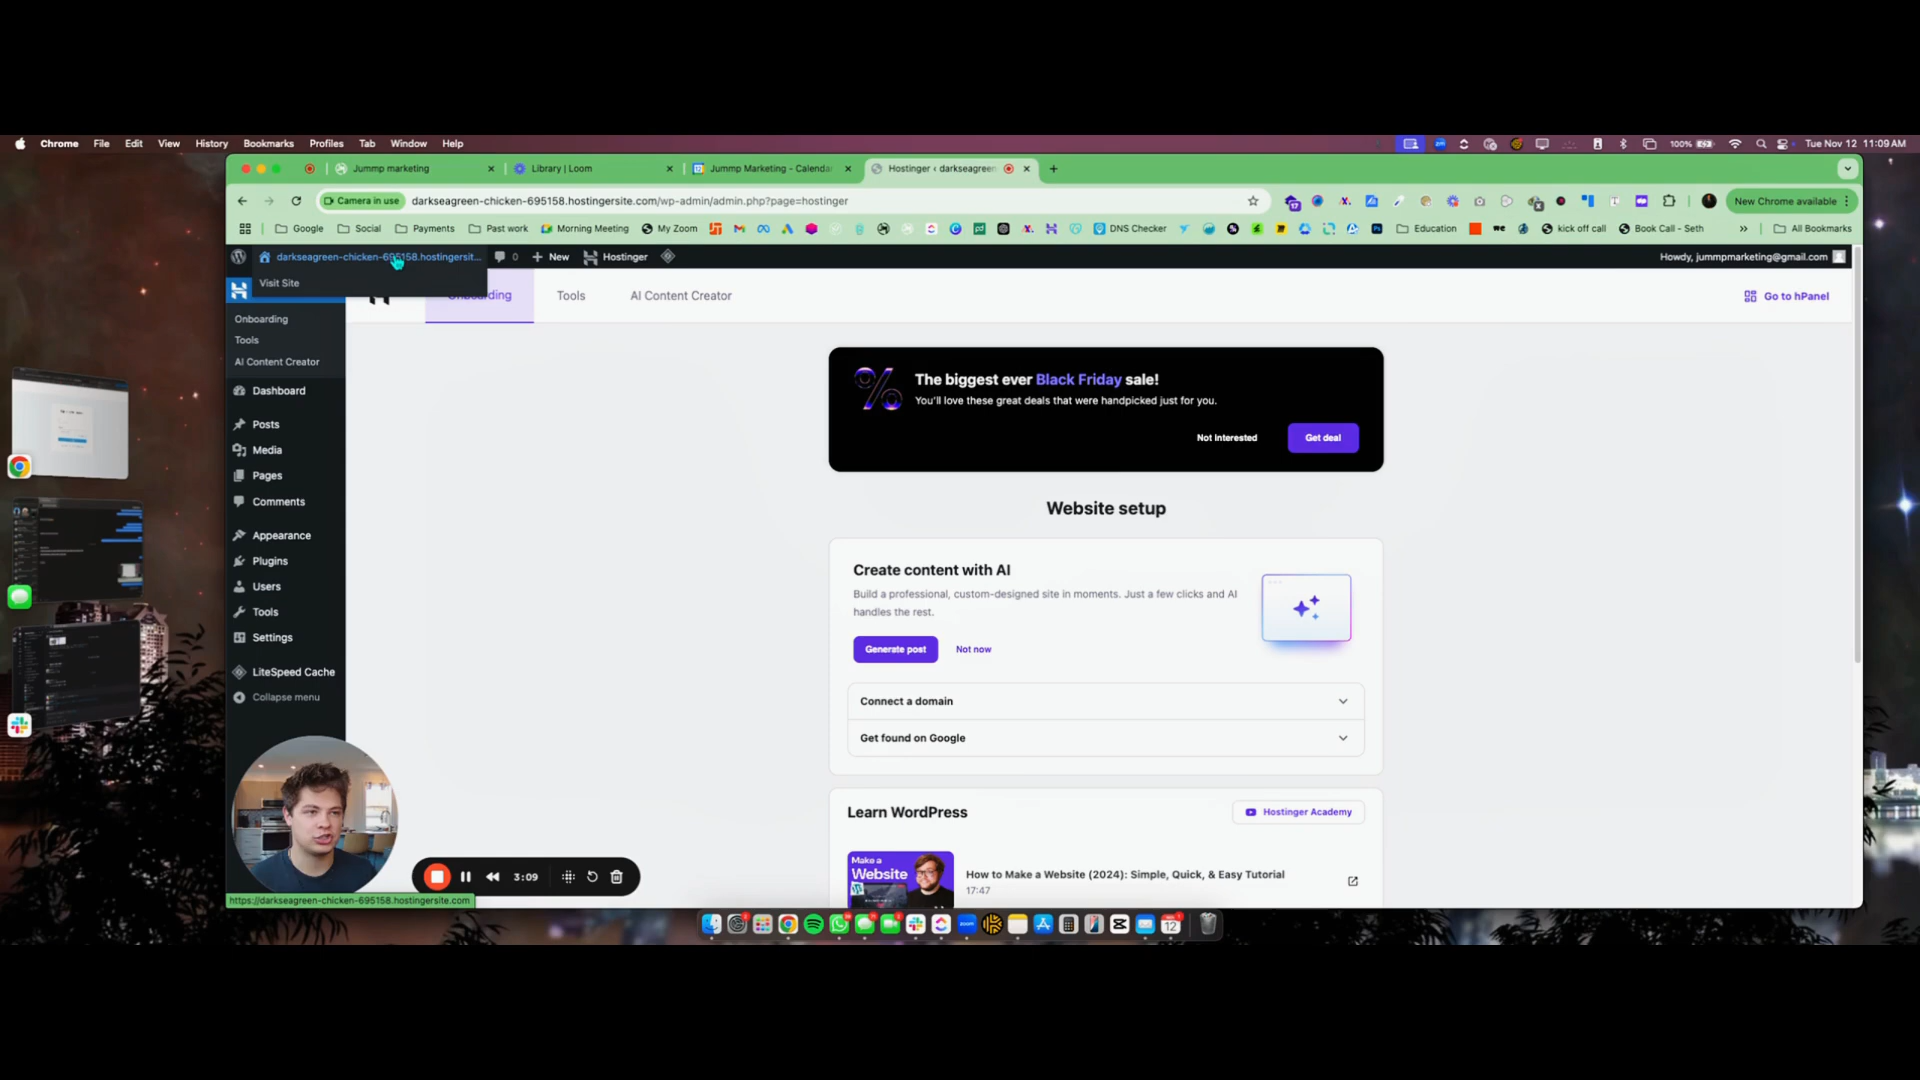 Chrome File Edit View History Bookmarks Profiles Tab Window Help
100% Tue Nov 12 11:09 AM
Jummp marketing
Library | Loom
Jummp Marketing - Calendar
Hostinger ‹ darkseagreen
Camera in use
darkseagreen-chicken-695158.hostingersite.com/wp-admin/admin.php?page=hostinger
New Chrome available
Google
Social
Payments
Past work
Morning Meeting
My Zoom
DNS Checker
Education
kick off call
Book Call - Seth
All Bookmarks
darkseagreen-chicken-695158.hostingersit...
0
New
Hostinger
Howdy, jummpmarketing@gmail.com
Visit Site
Onboarding
Tools
AI Content Creator
Go to hPanel
Onboarding
Tools
AI Content Creator
Dashboard
Posts
Media
Pages
Comments
Appearance
Plugins
Users
Tools
Settings
LiteSpeed Cache
Collapse menu
The biggest ever Black Friday sale!
You'll love these great deals that were handpicked just for you.
Not interested
Get deal
Website setup
Create content with AI
Build a professional, custom-designed site in moments. Just a few clicks and AI
handles the rest.
Generate post
Not now
Connect a domain
Get found on Google
Learn WordPress
Hostinger Academy
Make a
Website
How to Make a Website (2024): Simple, Quick, & Easy Tutorial
17:47
3:09
https://darkseagreen-chicken-695158.hostingersite.com
zoom
12